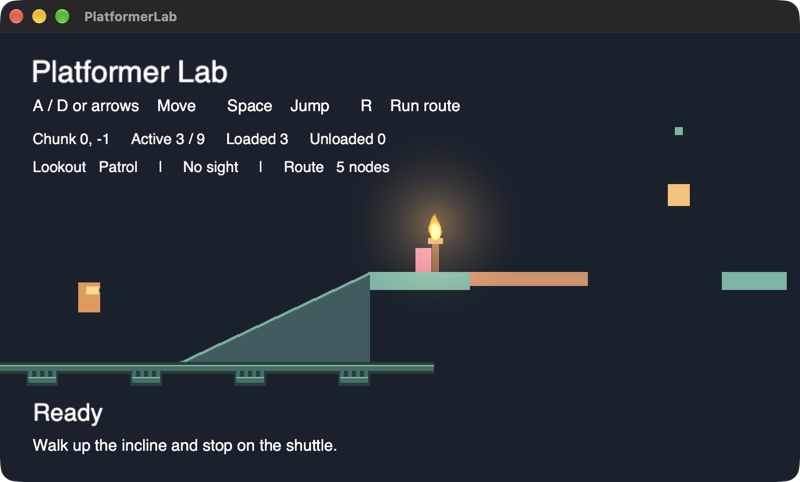 PlatformerLab
Platformer Lab
A / D or arrows Move Space Jump R Run route
Chunk 0, -1 Active 3 / 9 Loaded 3 Unloaded 0
Lookout Patrol | No sight | Route 5 nodes
Ready
Walk up the incline and stop on the shuttle.